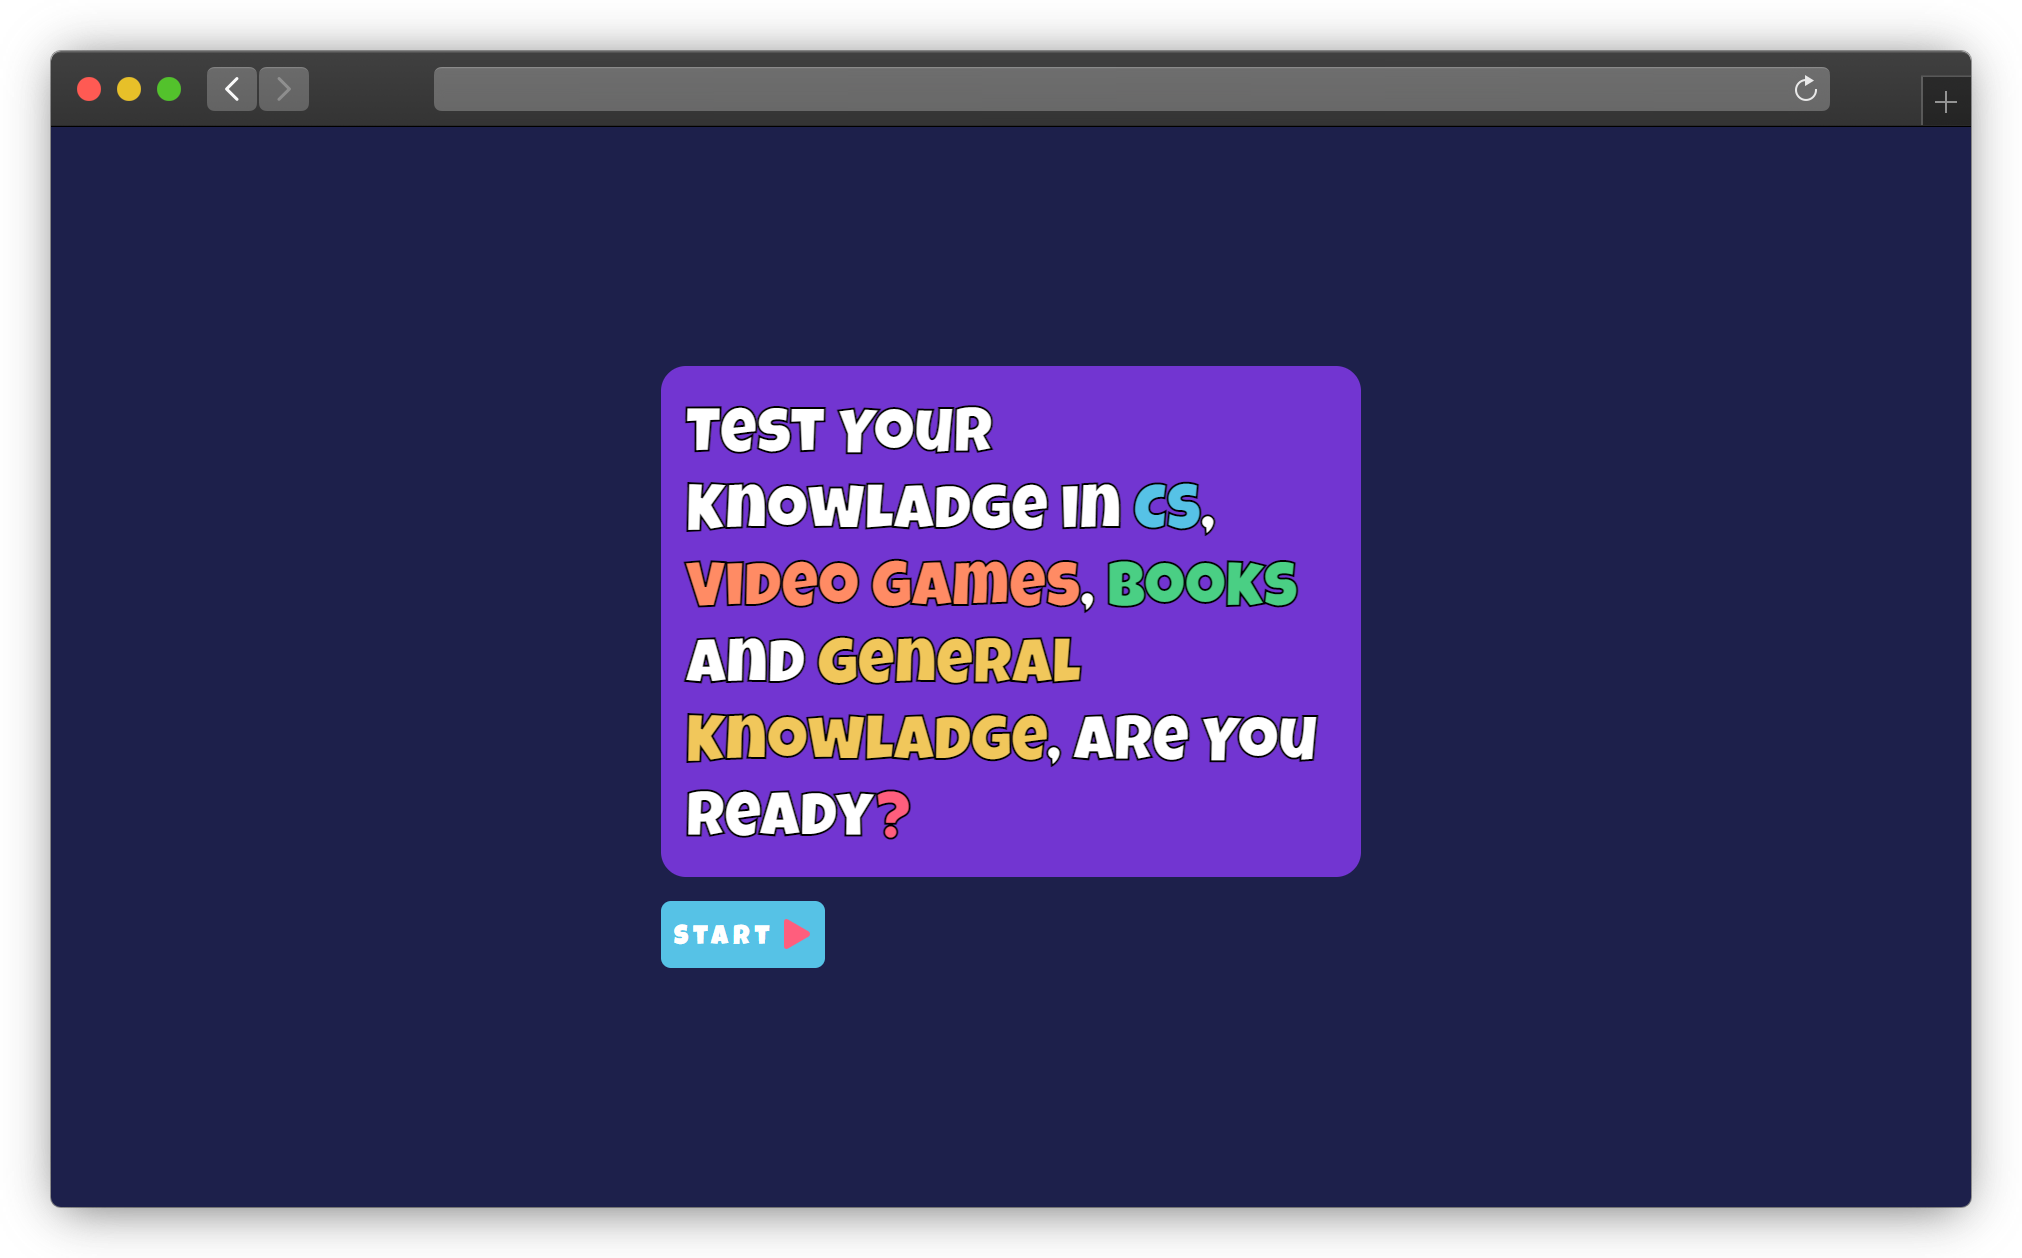 Test your
knowladge in CS,
video games, books
and general
knowladge, are you
ready?
START